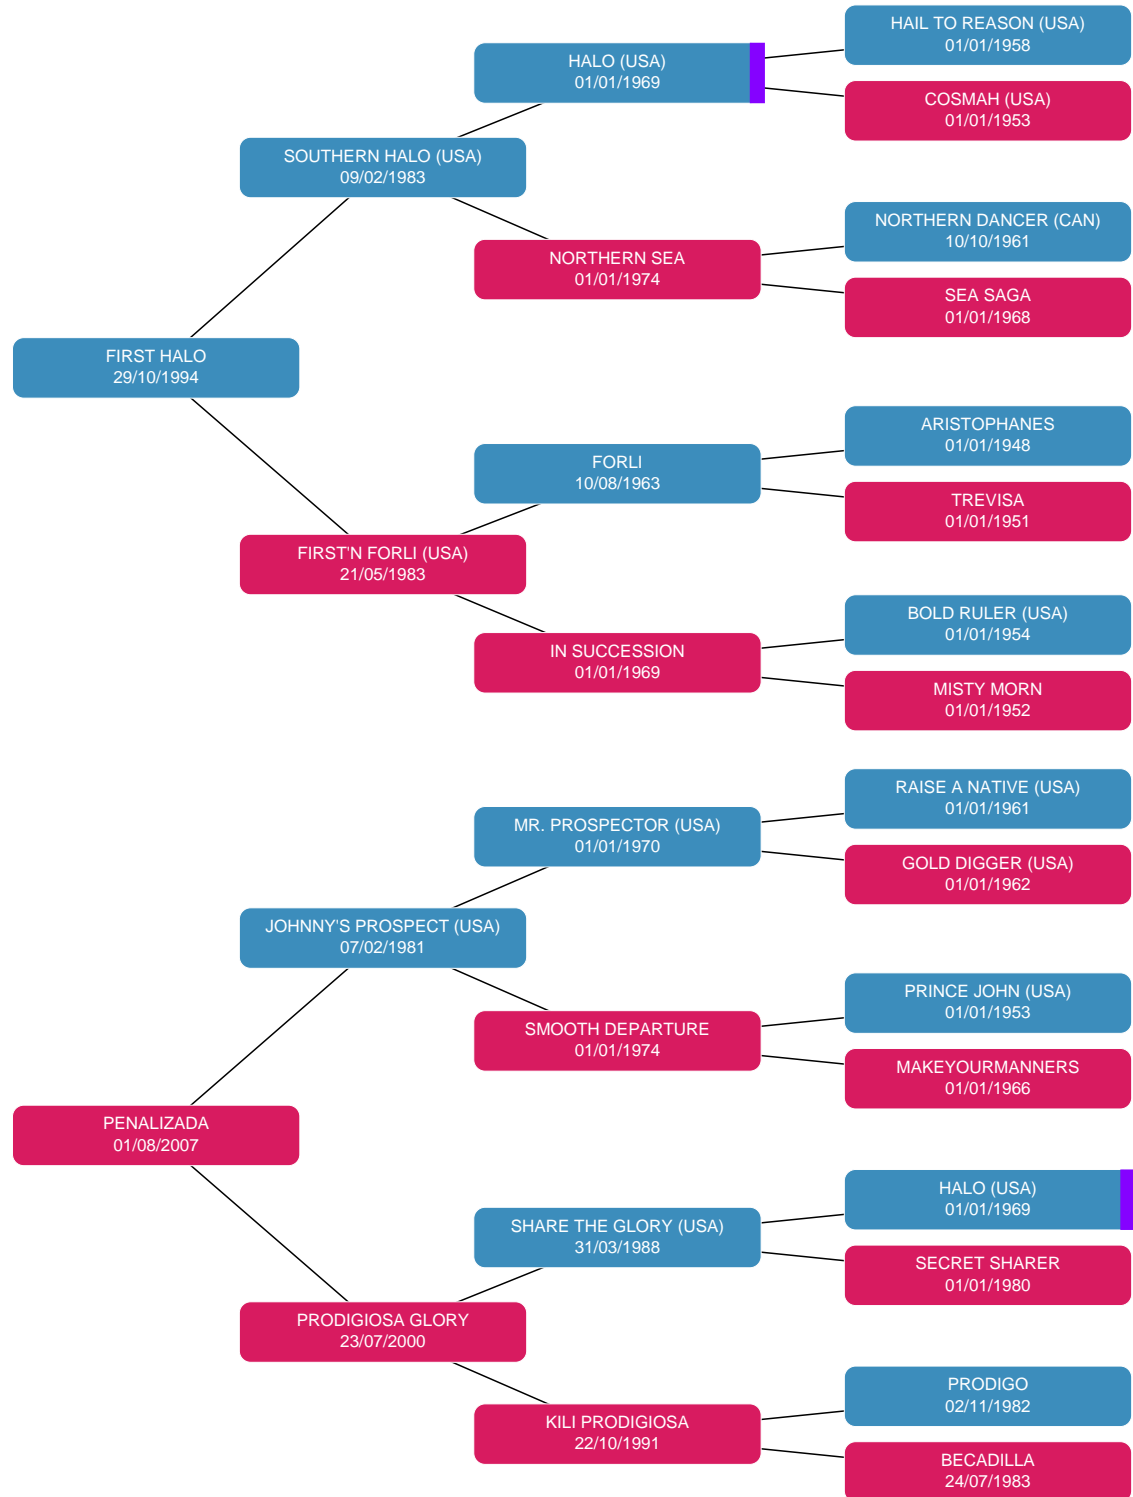 HAIL TO REASON (USA)
01/01/1958
HALO (USA)
01/01/1969
COSMAH (USA)
01/01/1953
SOUTHERN HALO (USA)
09/02/1983
NORTHERN DANCER (CAN)
10/10/1961
NORTHERN SEA
01/01/1974
SEA SAGA
01/01/1968
FIRST HALO
29/10/1994
ARISTOPHANES
01/01/1948
FORLI
10/08/1963
TREVISA
01/01/1951
FIRST'N FORLI (USA)
21/05/1983
BOLD RULER (USA)
01/01/1954
IN SUCCESSION
01/01/1969
MISTY MORN
01/01/1952
RAISE A NATIVE (USA)
01/01/1961
MR. PROSPECTOR (USA)
01/01/1970
GOLD DIGGER (USA)
01/01/1962
JOHNNY'S PROSPECT (USA)
07/02/1981
PRINCE JOHN (USA)
01/01/1953
SMOOTH DEPARTURE
01/01/1974
MAKEYOURMANNERS
01/01/1966
PENALIZADA
01/08/2007
HALO (USA)
01/01/1969
SHARE THE GLORY (USA)
31/03/1988
SECRET SHARER
01/01/1980
PRODIGIOSA GLORY
23/07/2000
PRODIGO
02/11/1982
KILI PRODIGIOSA
22/10/1991
BECADILLA
24/07/1983